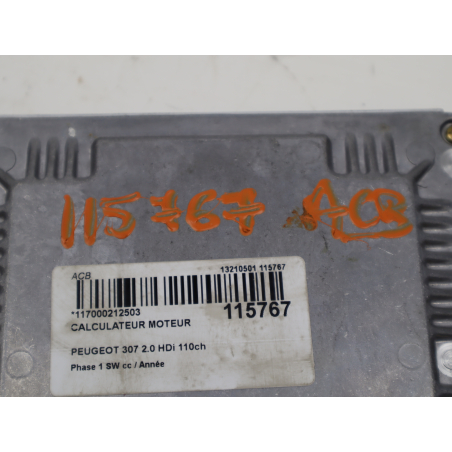 115767 ACB
ACB 13210501 115767
*117000212503 115767
CALCULATEUR MOTEUR
PEUGEOT 307 2.0 HDi 110ch
Phase 1 SW cc / Année